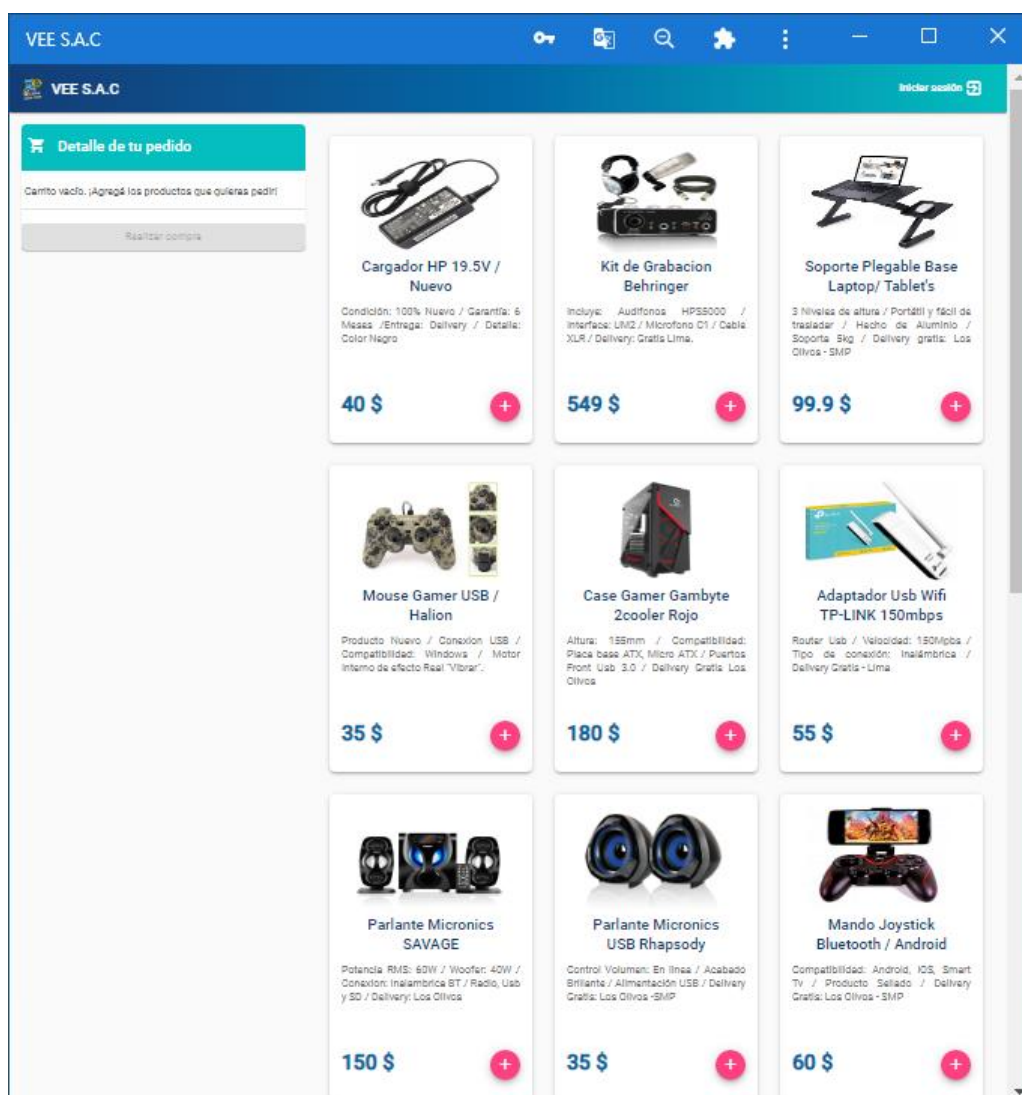 VEE S.A.C
VEE S.A.C
Iniciar sesión
Detalle de tu pedido
Carrito vacío. ¡Agregá los productos que quieras pedir!
Realizar compra
Cargador HP 19.5V /
Nuevo
Condición: 100% Nuevo / Garantía: 6
Meses /Entrega: Delivery / Detalle:
Color Negro
40 $
Kit de Grabacion
Behringer
Incluye: Audifonos HPS5000 /
Interface: UM2 / Microfono C1 / Cable
XLR / Delivery: Gratis Lima.
549 $
Soporte Plegable Base
Laptop/ Tablet's
3 Niveles de altura / Portátil y fácil de
trasladar / Hecho de Aluminio /
Soporta 5kg / Delivery gratis: Los
Olivos - SMP
99.9 $
Mouse Gamer USB /
Halion
Producto Nuevo / Conexion USB /
Compatibilidad: Windows / Motor
Interno de efecto Real "Vibrar".
35 $
Case Gamer Gambyte
2cooler Rojo
Altura: 155mm / Compatibilidad:
Placa base ATX, Micro ATX / Puertos
Front Usb 3.0 / Delivery Gratis Los
Olivos
180 $
Adaptador Usb Wifi
TP-LINK 150mbps
Router Usb / Velocidad: 150Mpbs /
Tipo de conexión: Inalámbrica /
Delivery Gratis - Lima
55 $
Parlante Micronics
SAVAGE
Potencia RMS: 60W / Woofer: 40W /
Conexion: Inalambrica BT / Radio, Usb
y SD / Delivery: Los Olivos
150 $
Parlante Micronics
USB Rhapsody
Control Volumen: En linea / Acabado
Brillante / Alimentación USB / Delivery
Gratis: Los Olivos -SMP
35 $
Mando Joystick
Bluetooth / Android
Compatibilidad: Android, IOS, Smart
Tv / Producto Sellado / Delivery
Gratis: Los Olivos - SMP
60 $